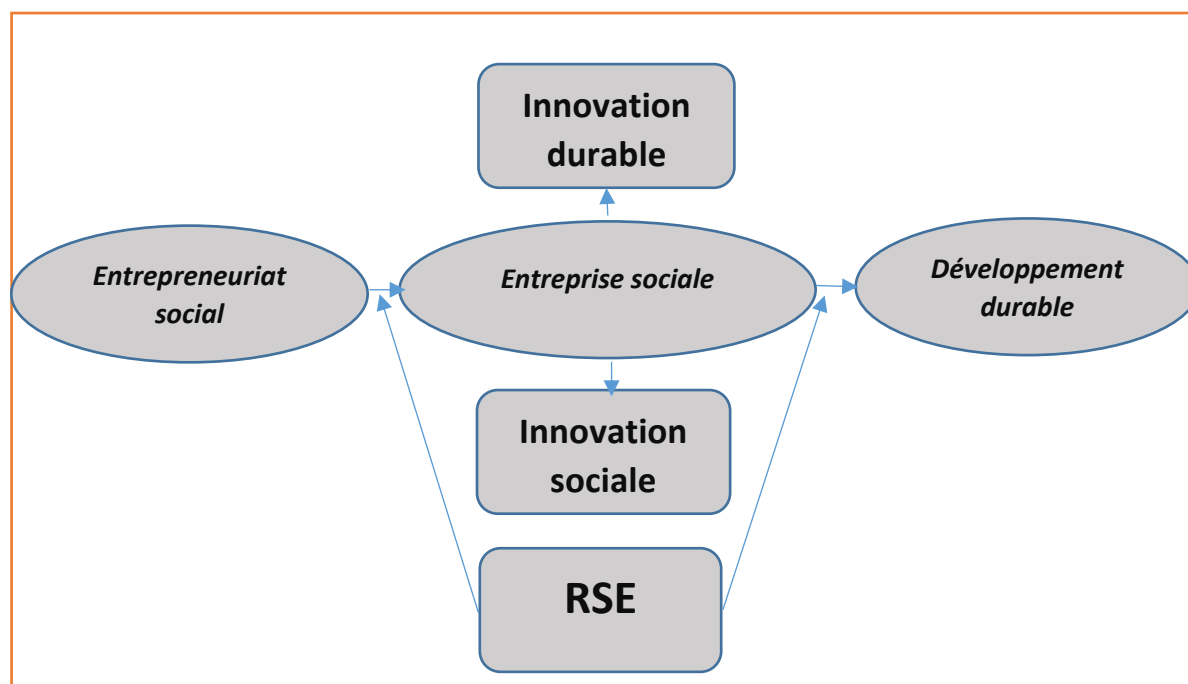 Innovation
durable
Entrepreneuriat
social
Entreprise sociale
Développement
durable
Innovation
sociale
RSE